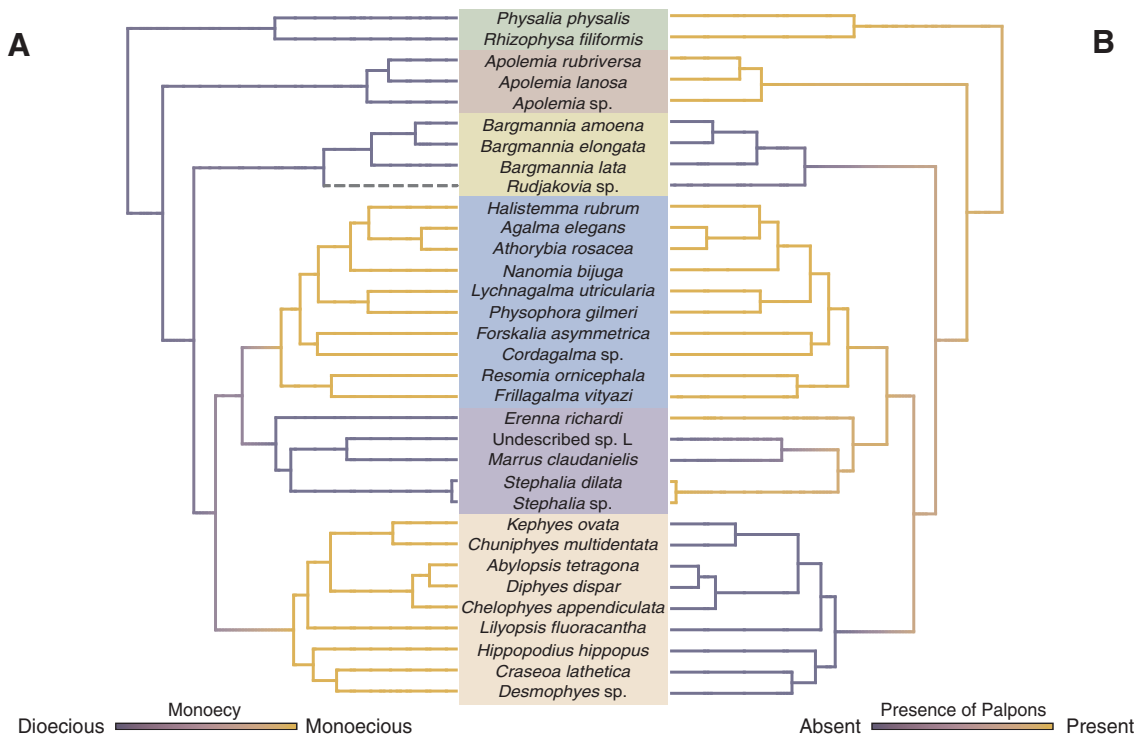 A
B
Physalia physalis
Rhizophysa filiformis
Apolemia rubriversa
Apolemia lanosa
Apolemia sp.
Bargmannia amoena
Bargmannia elongata
Bargmannia lata
Rudjakovia sp.
Halistemma rubrum
Agalma elegans
Athorybia rosacea
Nanomia bijuga
Lychnagalma utricularia
Physophora gilmeri
Forskalia asymmetrica
Cordagalma sp.
Resomia ornicephala
Frillagalma vityazi
Erenna richardi
Undescribed sp. L
Marrus claudanielis
Stephalia dilata
Stephalia sp.
Kephyes ovata
Chuniphyes multidentata
Abylopsis tetragona
Diphyes dispar
Chelophyes appendiculata
Lilyopsis fluoracantha
Hippopodius hippopus
Craseoa lathetica
Desmophyes sp.
Monoecy
Dioecious Monoecious
Presence of Palpons
Absent Present